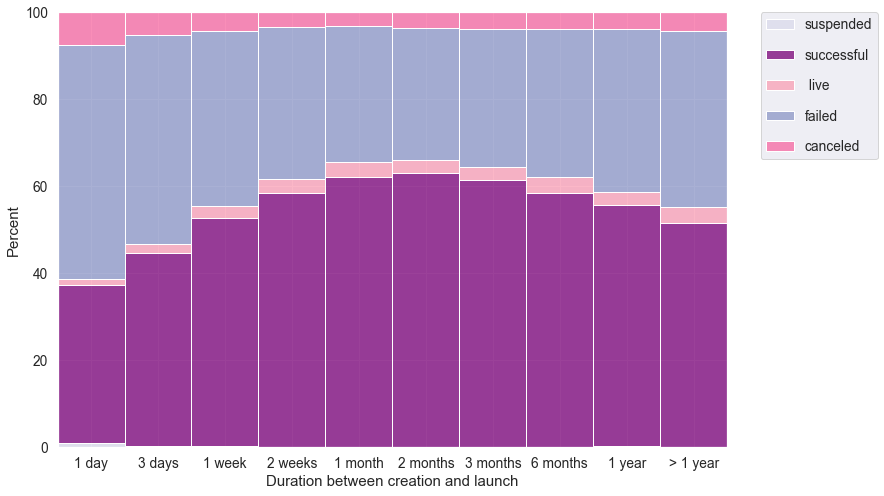 100
80
60
40
20
0
Percent
1 day 3 days 1 week 2 weeks 1 month 2 months 3 months 6 months 1 year > 1 year
Duration between creation and launch
suspended
successful
live
failed
canceled